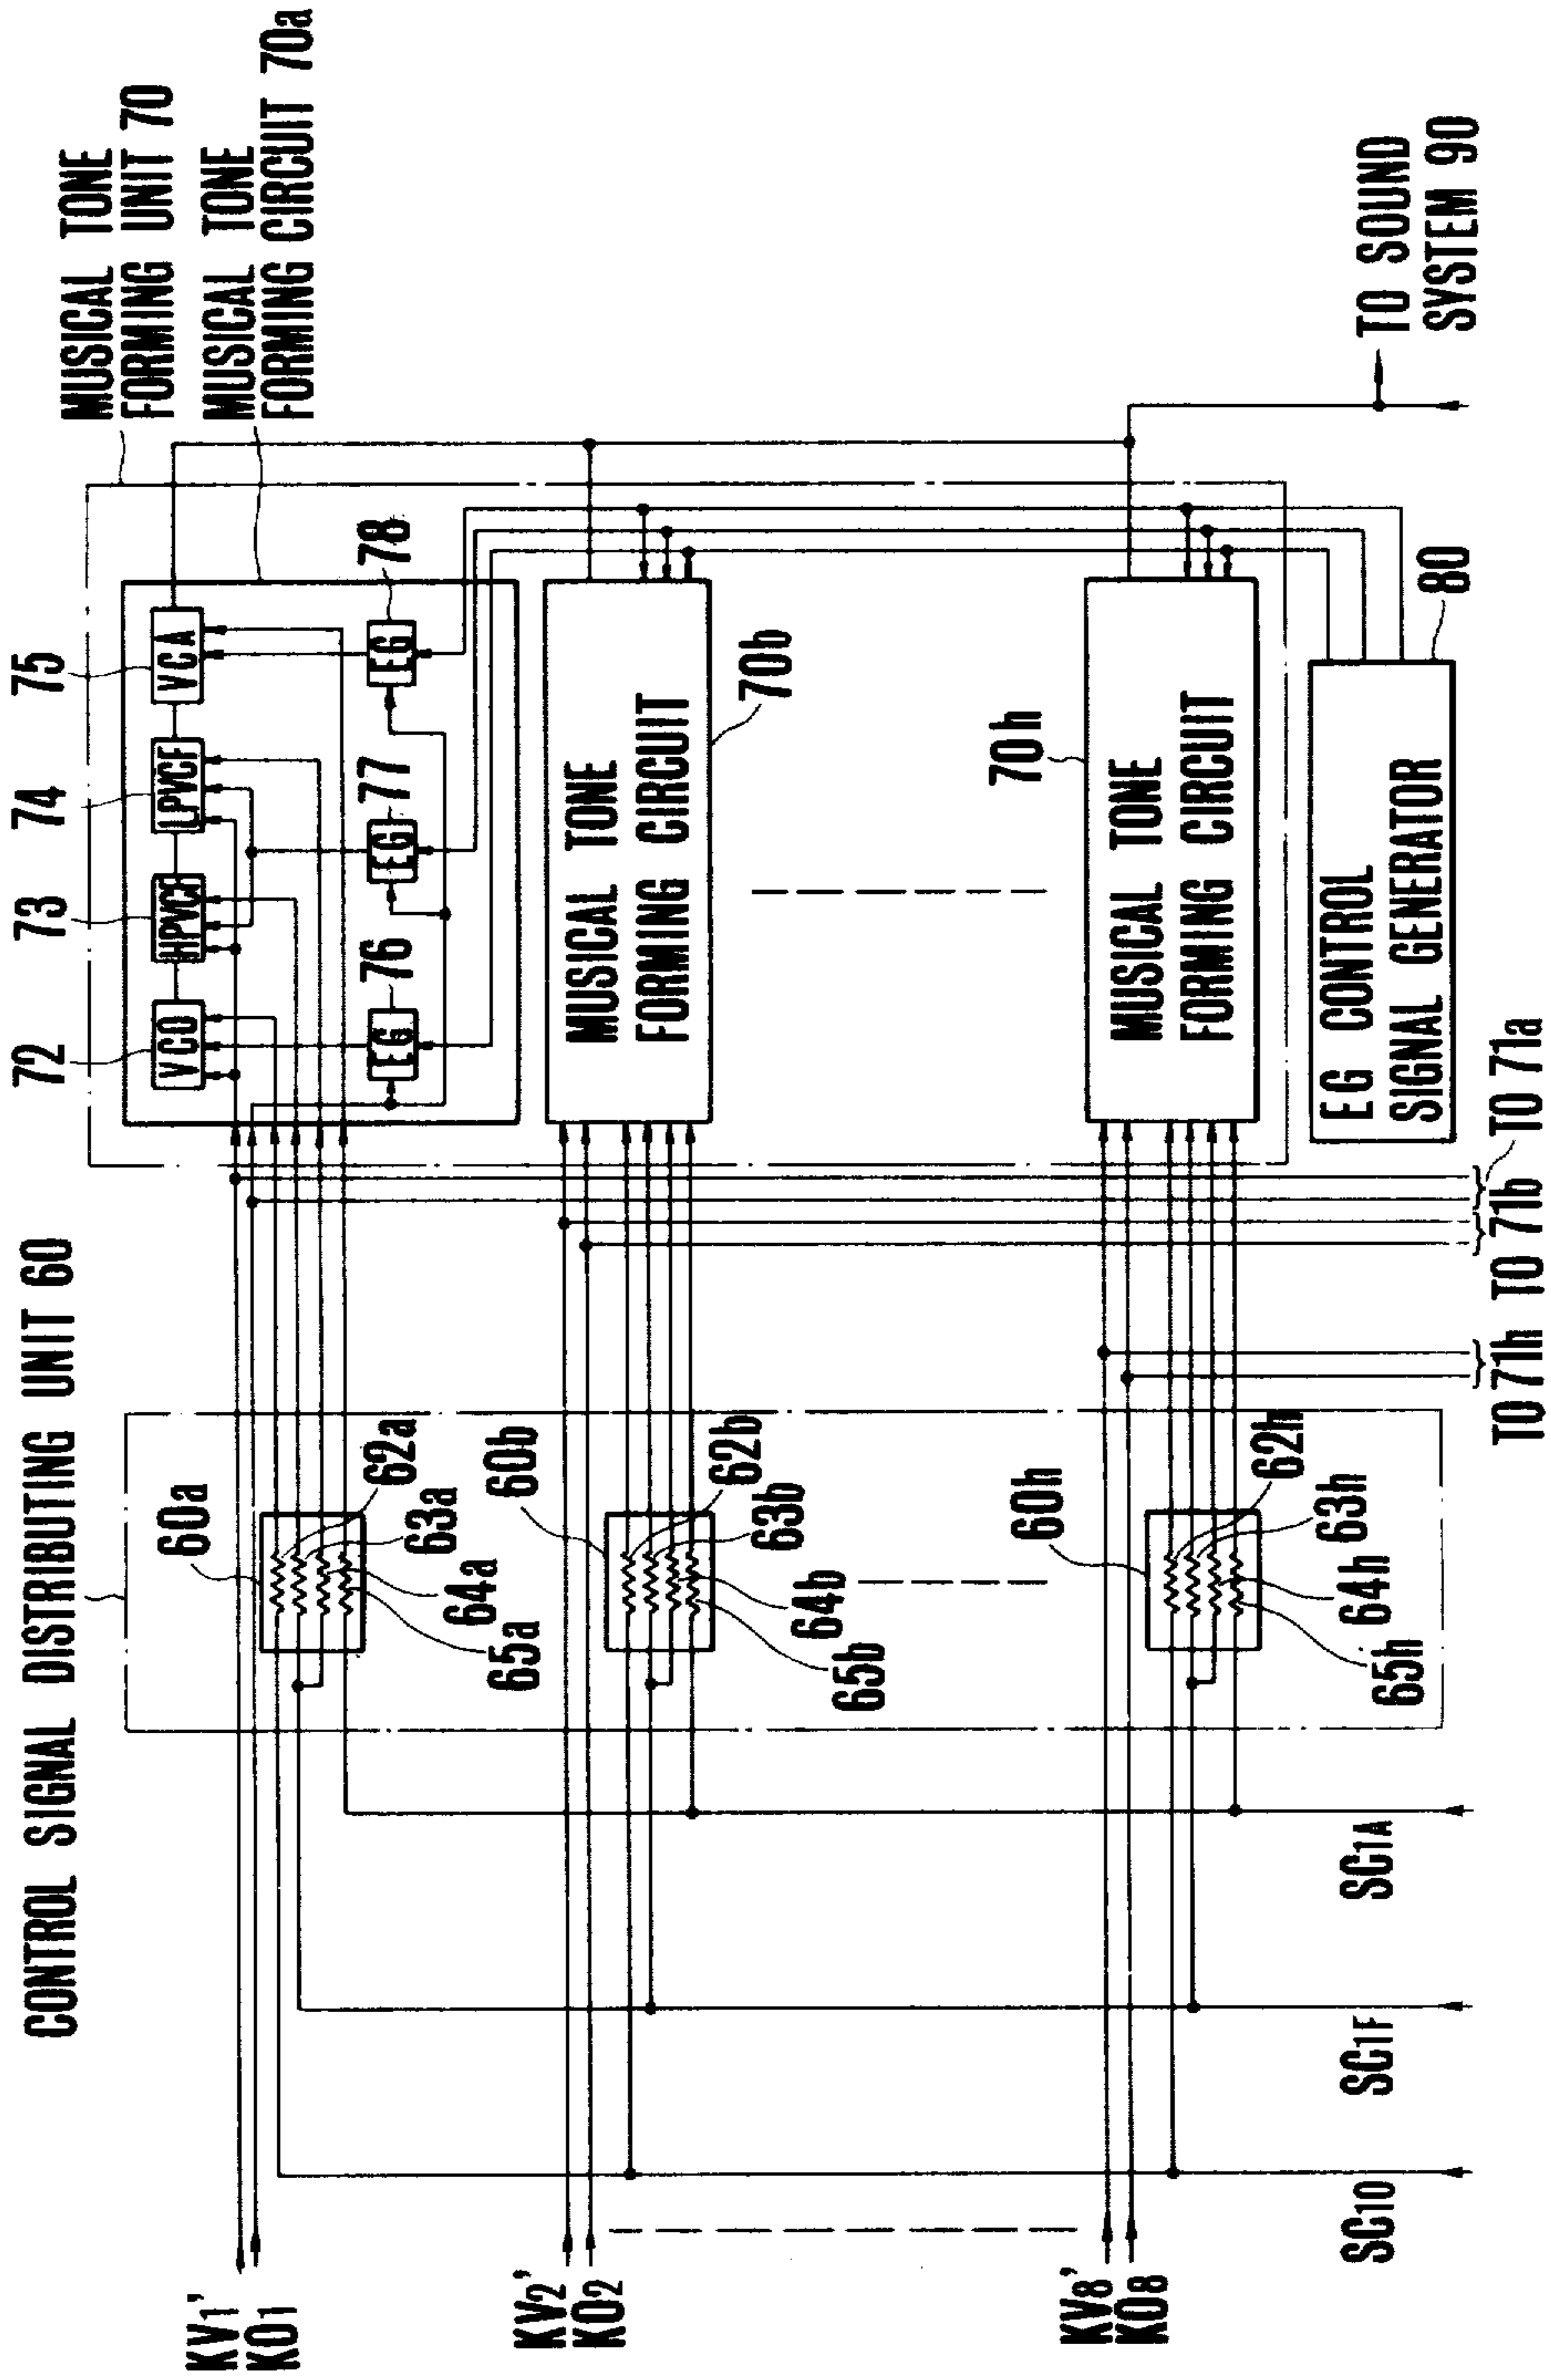 CONTROL SIGNAL DISTRIBUTING UNIT 60
MUSICAL TONE
FORMING UNIT 70
MUSICAL TONE
FORMING CIRCUIT 70a
72
73
74
75
VCO
HPVCF
LPVCF
VCA
76
77
78
EG
EG
EG
KV1'
KO1
60a
62a
63a
64a
65a
KV2'
KO2
60b
62b
63b
64b
65b
MUSICAL TONE
FORMING CIRCUIT
70b
KV8'
KO8
60h
62h
63h
64h
65h
70h
MUSICAL TONE
FORMING CIRCUIT
EG CONTROL
SIGNAL GENERATOR
80
TO SOUND
SYSTEM 90
SC1O
SC1F
SC1A
TO 71h
TO 71b
TO 71a